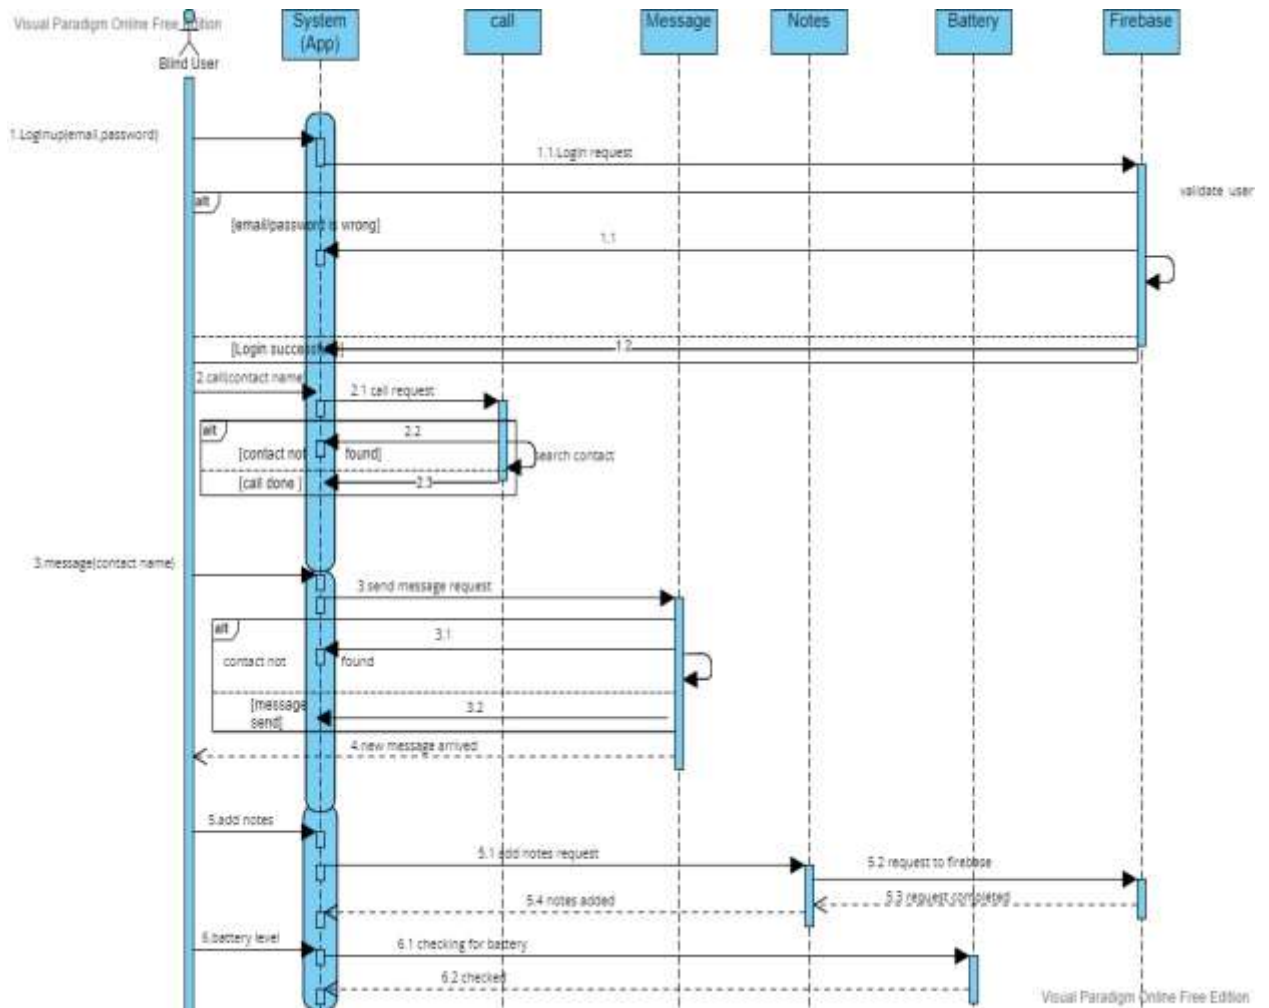 Visual Paradigm Online Free Edition
Blind User
System
(App)
call
Message
Notes
Battery
Firebase
1.Loginup(email,password)
1.1.Login request
validate user
alt
[email/password is wrong]
1.1
[Login successful]
1.2
2.call(contact name)
2.1 call request
alt
2.2
[contact not found]
search contact
[call done ]
2.3
3.message(contact name)
3.send message request
alt
3.1
contact not found
[message
send[
3.2
4.new message arrived
5.add notes
5.1 add notes request
5.2 request to firebase
5.3 request completed
5.4 notes added
6.battery level
6.1 checking for battery
6.2 checked
Visual Paradigm Online Free Edition